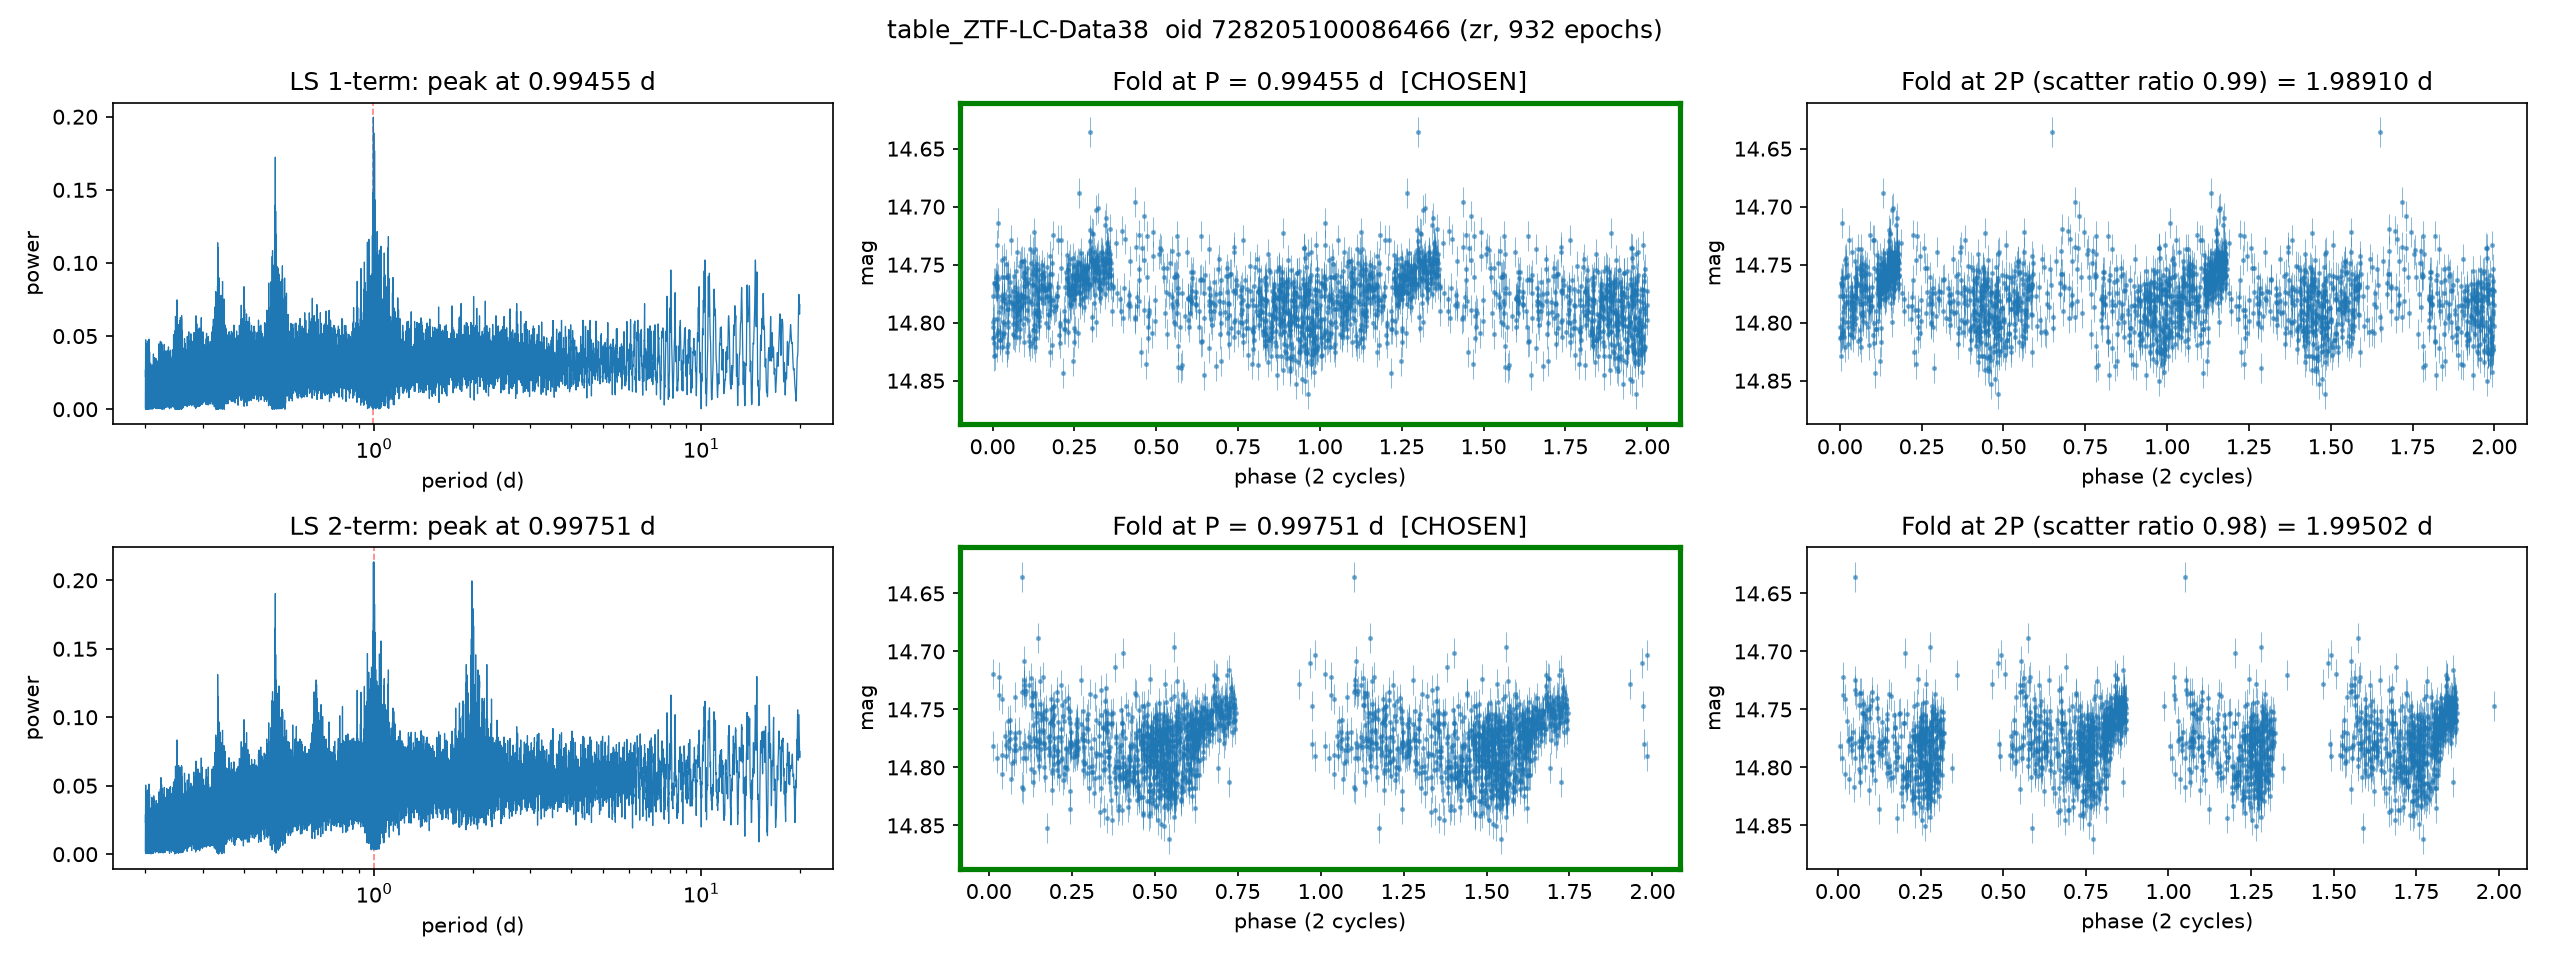 table_ZTF-LC-Data38  oid 728205100086466 (zr, 932 epochs)
LS 1-term: peak at 0.99455 d
power
0.20
0.15
0.10
0.05
0.00
10⁰
10¹
period (d)
Fold at P = 0.99455 d  [CHOSEN]
mag
14.65
14.70
14.75
14.80
14.85
0.00 0.25 0.50 0.75 1.00 1.25 1.50 1.75 2.00
phase (2 cycles)
Fold at 2P (scatter ratio 0.99) = 1.98910 d
mag
14.65
14.70
14.75
14.80
14.85
0.00 0.25 0.50 0.75 1.00 1.25 1.50 1.75 2.00
phase (2 cycles)
LS 2-term: peak at 0.99751 d
power
0.20
0.15
0.10
0.05
0.00
10⁰
10¹
period (d)
Fold at P = 0.99751 d  [CHOSEN]
mag
14.65
14.70
14.75
14.80
14.85
0.00 0.25 0.50 0.75 1.00 1.25 1.50 1.75 2.00
phase (2 cycles)
Fold at 2P (scatter ratio 0.98) = 1.99502 d
mag
14.65
14.70
14.75
14.80
14.85
0.00 0.25 0.50 0.75 1.00 1.25 1.50 1.75 2.00
phase (2 cycles)